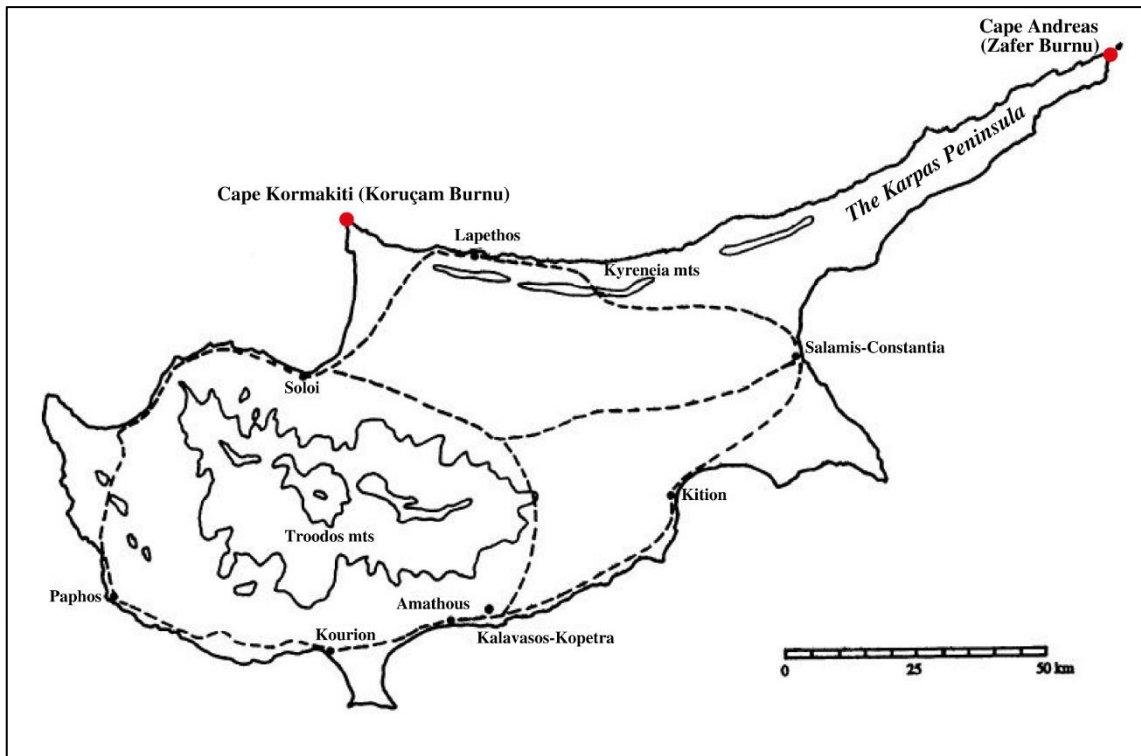 Cape Andreas
(Zafer Burnu)
The Karpas Peninsula
Cape Kormakiti (Koruçam Burnu)
Lapethos
Kyreneia mts
Salamis-Constantia
Soloi
Kition
Troodos mts
Paphos
Amathous
Kourion
Kalavasos-Kopetra
0 25 50 km